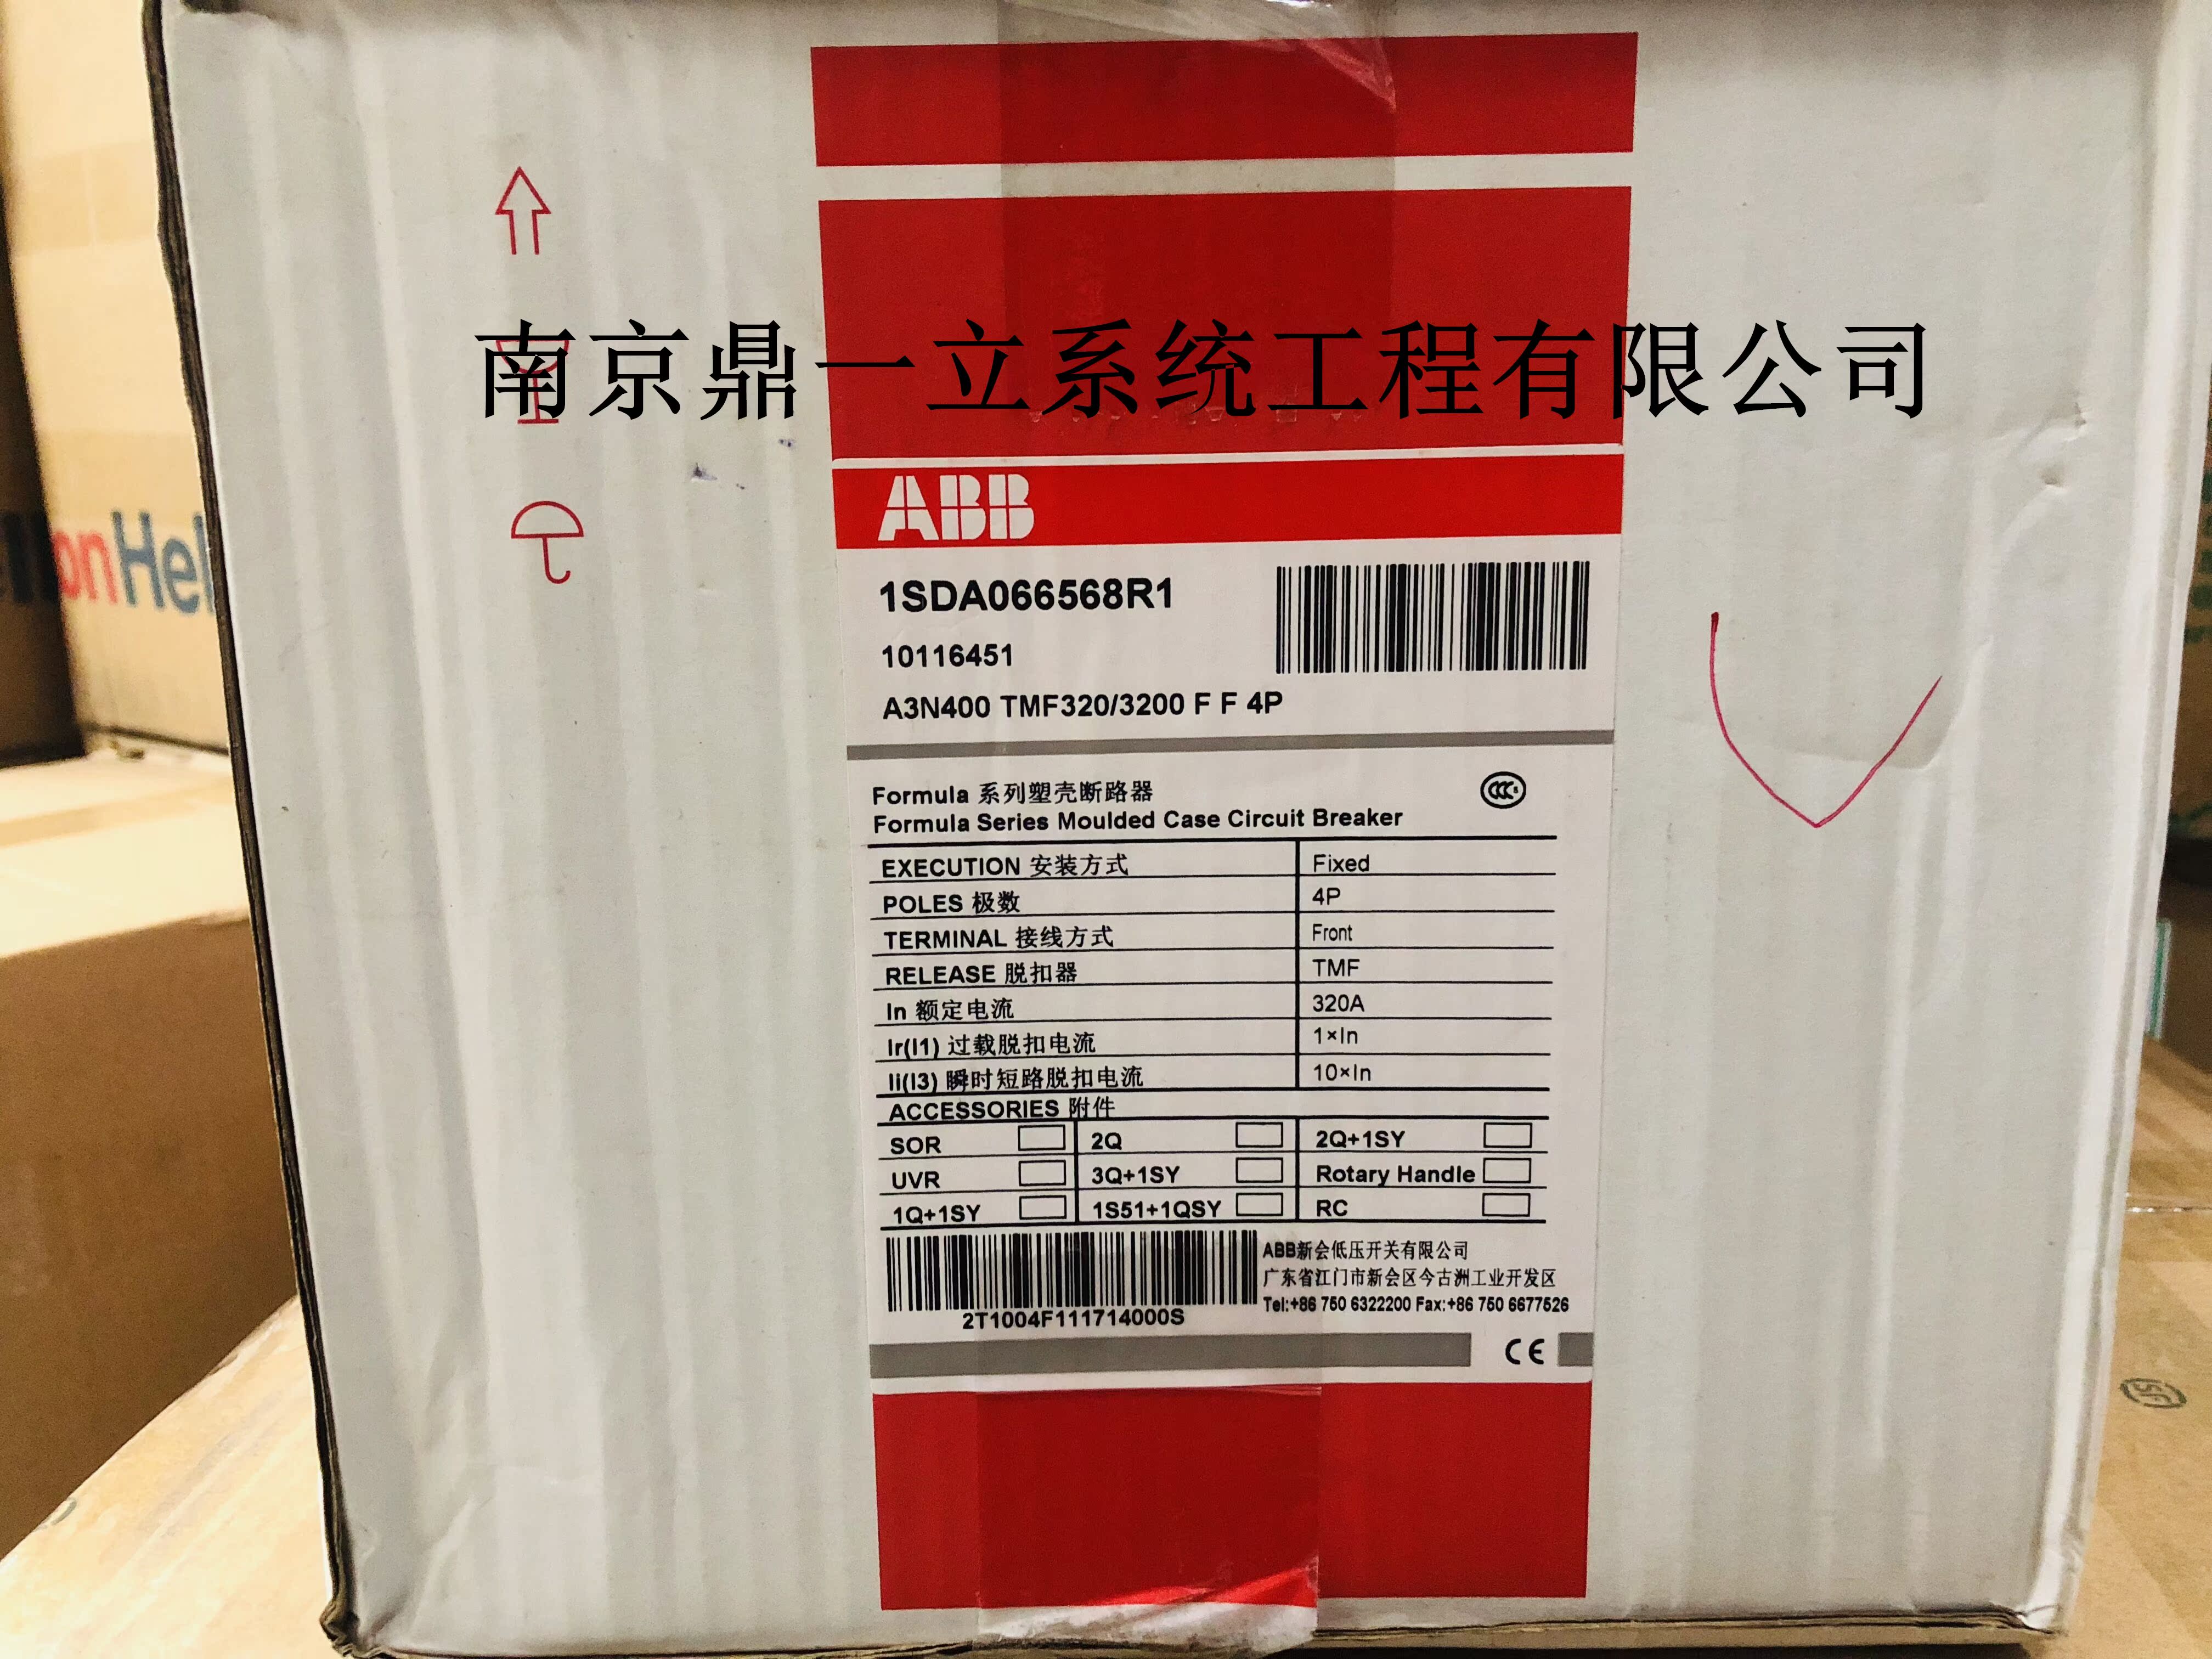 南京鼎一立系统工程有限公司
onHel
ABB
1SDA066568R1
10116451
A3N400 TMF320/3200 F F 4P
Formula 系列塑壳断路器
Formula Series Moulded Case Circuit Breaker
EXECUTION 安装方式 Fixed
POLES 极数 4P
TERMINAL 接线方式 Front
RELEASE 脱扣器 TMF
In 额定电流 320A
Ir(I1) 过载脱扣电流 1×In
Ii(I3) 瞬时短路脱扣电流 10×In
ACCESSORIES 附件
SOR 2Q 2Q+1SY
UVR 3Q+1SY Rotary Handle
1Q+1SY 1S51+1QSY RC
ABB新会低压开关有限公司
广东省江门市新会区今古洲工业开发区
Tel:+86 750 6322200 Fax:+86 750 6677526
2T1004F111714000S
CE